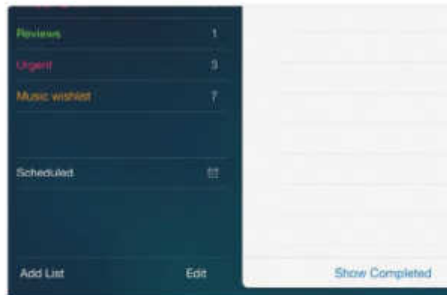 Reviews 1
Urgent 3
Music wishlist 7
Scheduled
Add List Edit Show Completed